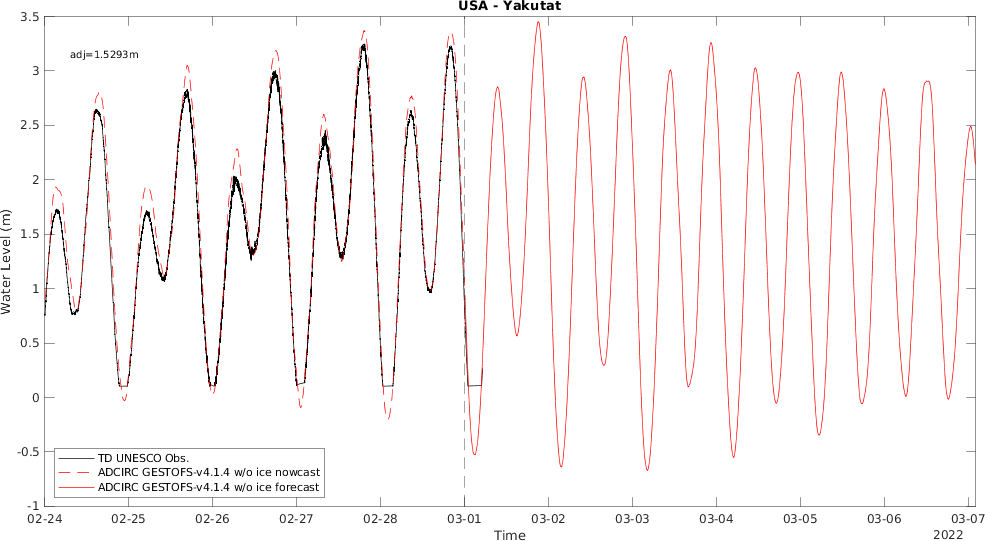 USA - Yakutat
adj=1.5293m
Water Level (m)
3.5
3
2.5
2
1.5
1
0.5
0
-0.5
-1
TD UNESCO Obs.
ADCIRC GESTOFS-v4.1.4 w/o ice nowcast
ADCIRC GESTOFS-v4.1.4 w/o ice forecast
02-24 02-25 02-26 02-27 02-28 03-01 03-02 03-03 03-04 03-05 03-06 03-07
Time
2022